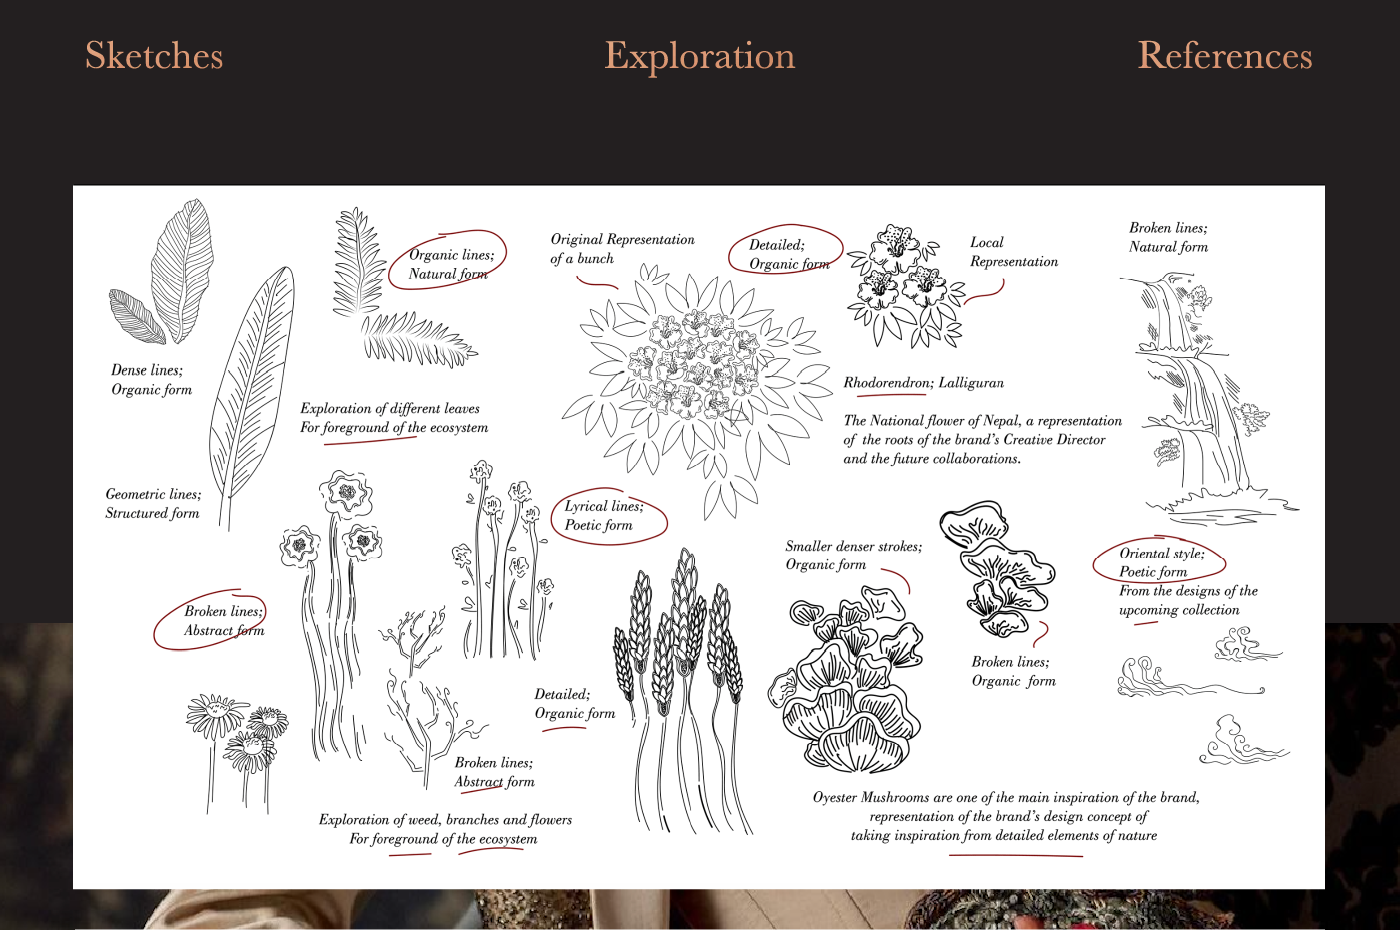 Sketches
Exploration
References
Organic lines;
Natural form
Original Representation
of a bunch
Detailed;
Organic form
Local
Representation
Broken lines;
Natural form
Dense lines;
Organic form
Exploration of different leaves
For foreground of the ecosystem
Rhodorendron; Lalliguran
The National flower of Nepal, a representation
of the roots of the brand's Creative Director
and the future collaborations.
Geometric lines;
Structured form
Lyrical lines;
Poetic form
Smaller denser strokes;
Organic form
Oriental style;
Poetic form
From the designs of the
upcoming collection
Broken lines;
Abstract form
Broken lines;
Organic form
Detailed;
Organic form
Broken lines;
Abstract form
Exploration of weed, branches and flowers
For foreground of the ecosystem
Oyester Mushrooms are one of the main inspiration of the brand,
representation of the brand's design concept of
taking inspiration from detailed elements of nature